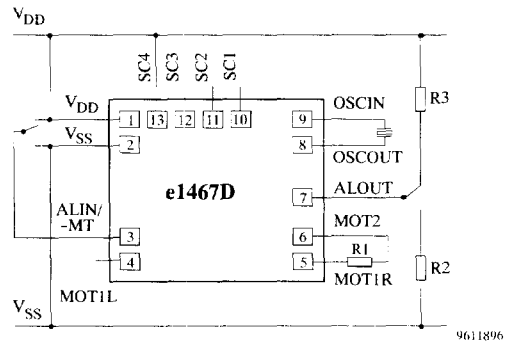 VDD
SC4
SC3
SC2
SC1
VDD
VSS
1
13
12
11
10
2
9
OSCIN
8
OSCOUT
R3
e1467D
7
ALOUT
ALIN/
-MT
3
4
MOT1L
6
MOT2
5
R1
MOT1R
R2
VSS
9611896